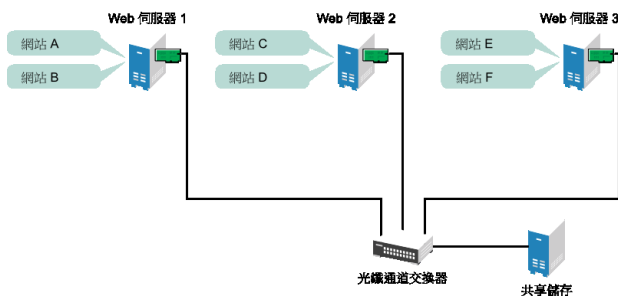 Web 伺服器 1
Web 伺服器 2
Web 伺服器 3
網站 A
網站 B
網站 C
網站 D
網站 E
網站 F
光纖通道交換器
共享儲存